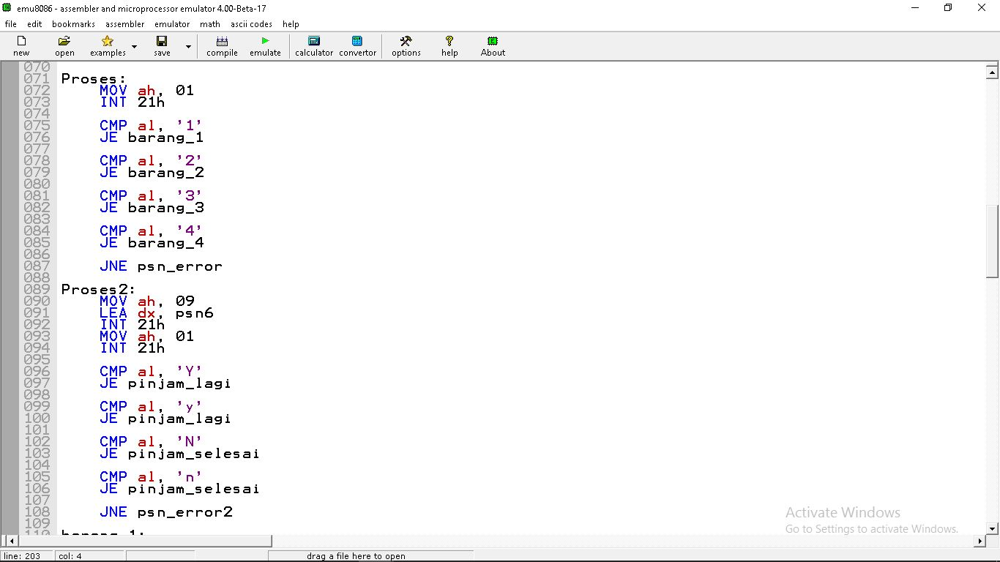 emu8086 - assembler and microprocessor emulator 4.00-Beta-17
file edit bookmarks assembler emulator math ascii codes help
new open examples save compile emulate calculator convertor options help About
070
071 Proses:
072 MOV ah, 01
073 INT 21h
074
075 CMP al, '1'
076 JE barang_1
077
078 CMP al, '2'
079 JE barang_2
080
081 CMP al, '3'
082 JE barang_3
083
084 CMP al, '4'
085 JE barang_4
086
087 JNE psn_error
088
089 Proses2:
090 MOV ah, 09
091 LEA dx, psn6
092 INT 21h
093 MOV ah, 01
094 INT 21h
095
096 CMP al, 'Y'
097 JE pinjam_lagi
098
099 CMP al, 'y'
100 JE pinjam_lagi
101
102 CMP al, 'N'
103 JE pinjam_selesai
104
105 CMP al, 'n'
106 JE pinjam_selesai
107
108 JNE psn_error2
109
110 barang_1:
Activate Windows
Go to Settings to activate Windows.
line: 203 col: 4 drag a file here to open